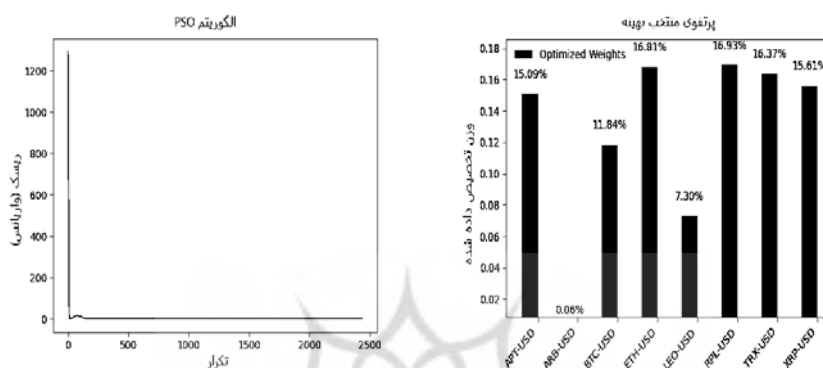 الگوریتم PSO
ریسک (واریانس)
1200
1000
800
600
400
200
0
0 500 1000 1500 2000 2500
تکرار
پرتفوی منتخب بهینه
وزن تخصیص داده شده
0.18
0.16
0.14
0.12
0.10
0.08
0.06
0.04
0.02
Optimized Weights
15.09%
0.06%
11.84%
16.81%
7.30%
16.93%
16.37%
15.61%
APT-USD
ARB-USD
BTC-USD
ETH-USD
LEO-USD
RPL-USD
TRX-USD
XRP-USD